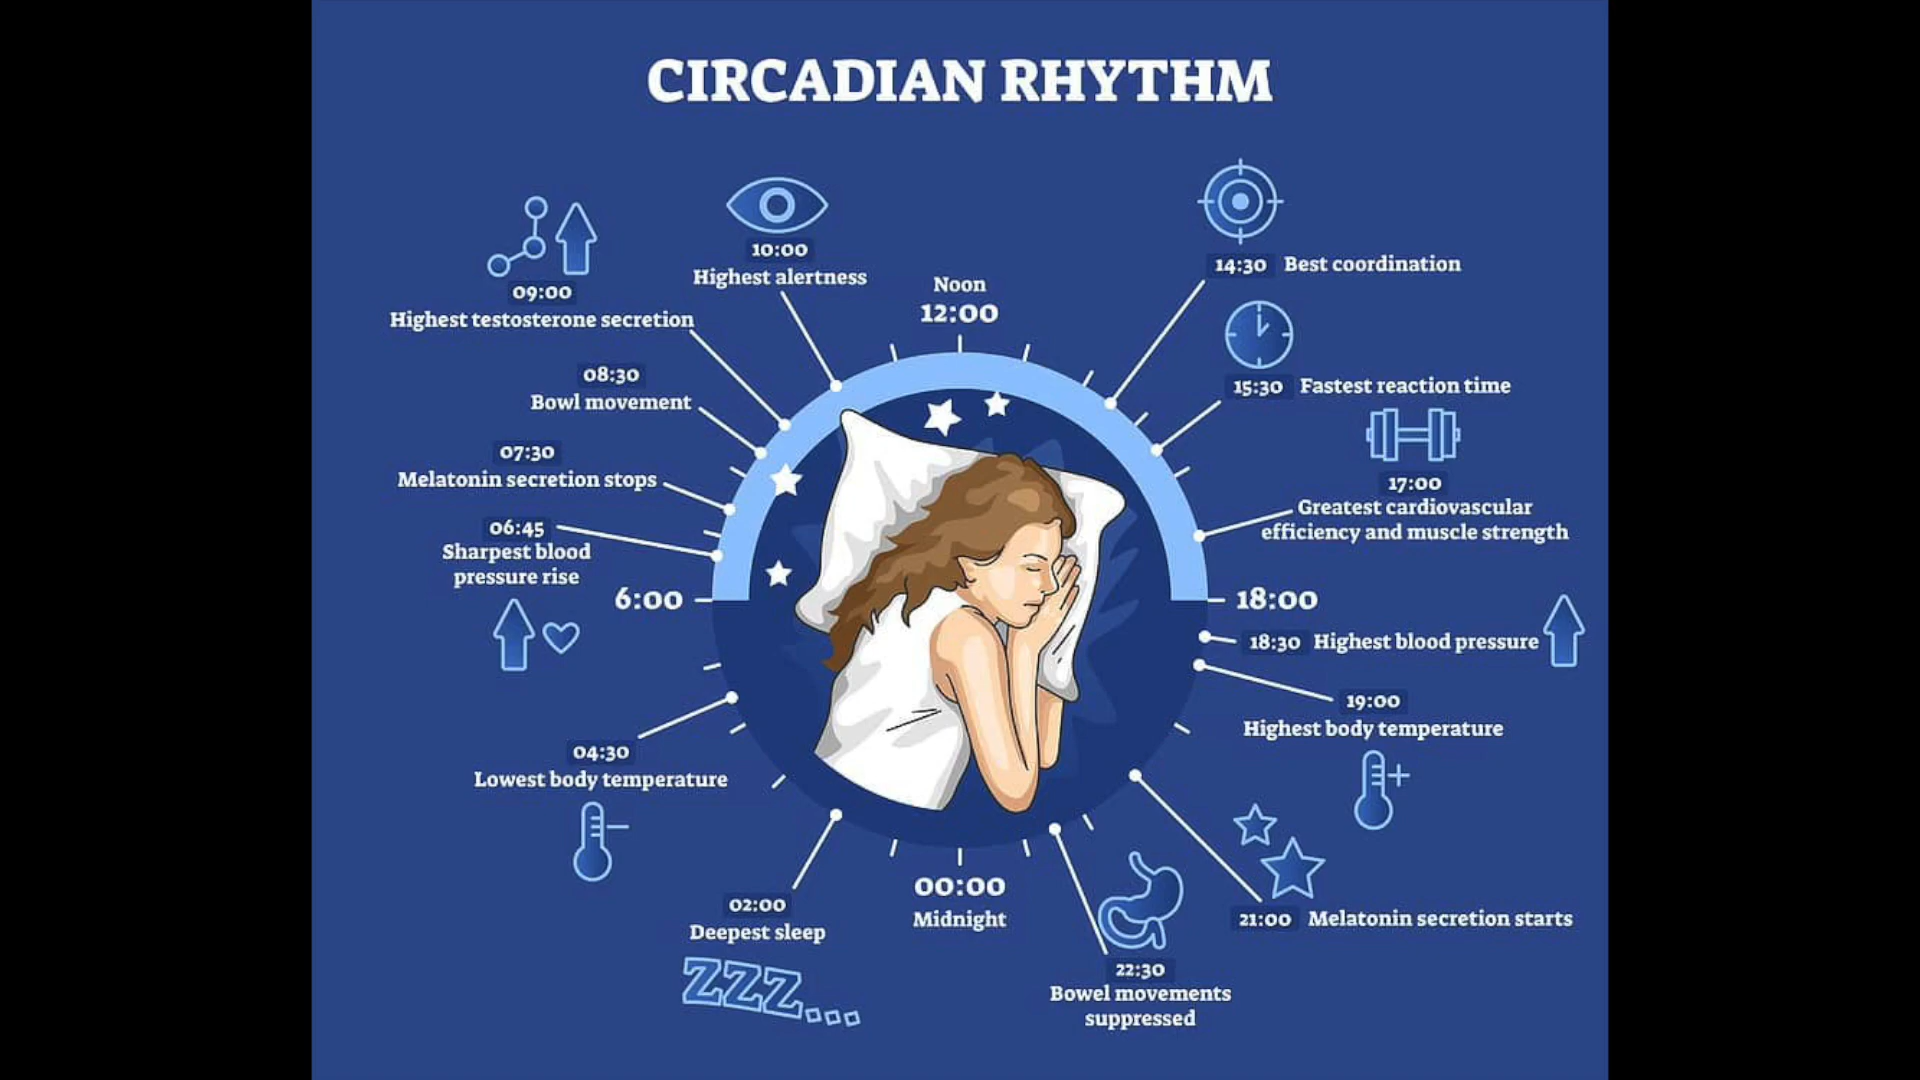 CIRCADIAN RHYTHM
10:00
Highest alertness
09:00
Highest testosterone secretion
08:30
Bowl movement
07:30
Melatonin secretion stops
06:45
Sharpest blood
pressure rise
6:00
04:30
Lowest body temperature
02:00
Deepest sleep
ZZZ...
Noon
12:00
14:30 Best coordination
15:30 Fastest reaction time
17:00
Greatest cardiovascular
efficiency and muscle strength
18:00
18:30 Highest blood pressure
19:00
Highest body temperature
21:00 Melatonin secretion starts
22:30
Bowel movements
suppressed
00:00
Midnight